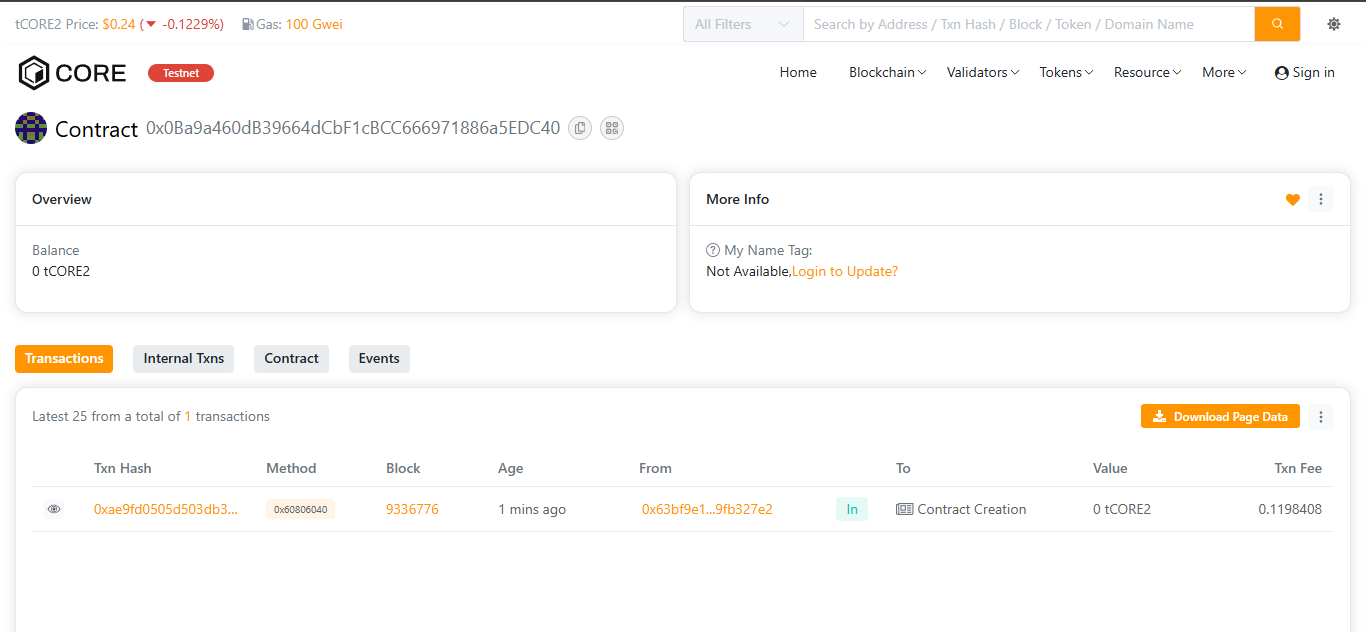 tCORE2 Price: $0.24 ( -0.1229%) Gas: 100 Gwei All Filters Search by Address / Txn Hash / Block / Token / Domain Name
CORE Testnet Home Blockchain Validators Tokens Resource More Sign in
Contract 0x0Ba9a460dB39664dCbF1cBCC666971886a5EDC40
Overview
Balance
0 tCORE2
More Info
My Name Tag:
Not Available,Login to Update?
Transactions Internal Txns Contract Events
Latest 25 from a total of 1 transactions Download Page Data
Txn Hash Method Block Age From To Value Txn Fee
0xae9fd0505d503db3... 0x60806040 9336776 1 mins ago 0x63bf9e1...9fb327e2 In Contract Creation 0 tCORE2 0.1198408